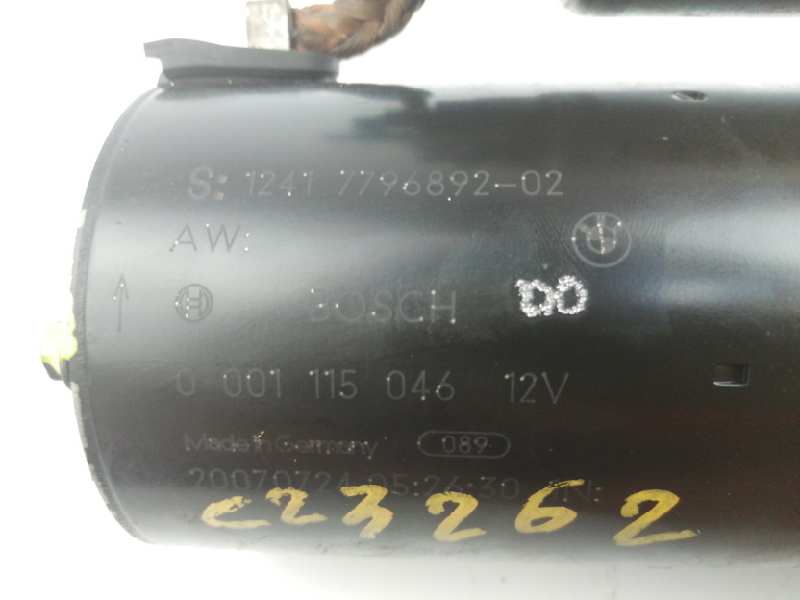 S: 1241 7796892-02
AW:
BOSCH DO
0 001 115 046 12V
Made in Germany 089
20070724 05:26:30
C23262